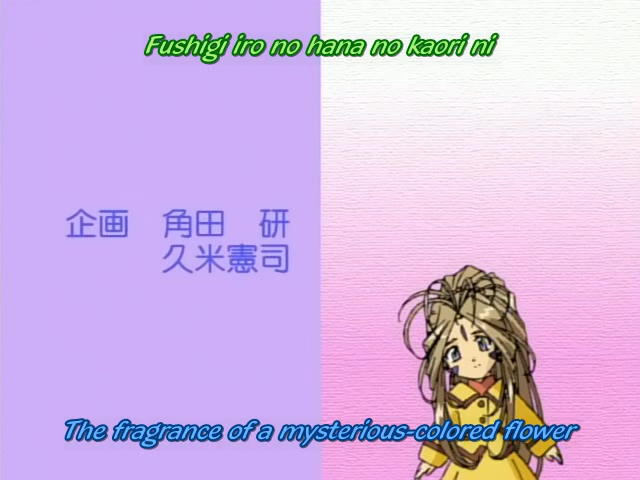 Fushigi iro no hana no kaori ni
企画　角田　研
久米憲司
The fragrance of a mysterious-colored flower